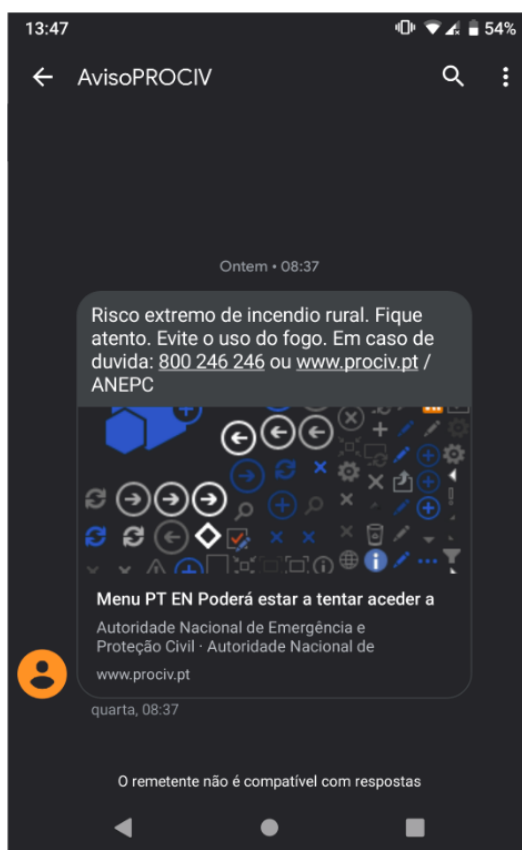 13:47
54%
AvisoPROCIV
Ontem • 08:37
Risco extremo de incendio rural. Fique
atento. Evite o uso do fogo. Em caso de
duvida: 800 246 246 ou www.prociv.pt /
ANEPC
Menu PT EN Poderá estar a tentar aceder a
Autoridade Nacional de Emergência e
Proteção Civil · Autoridade Nacional de
www.prociv.pt
quarta, 08:37
O remetente não é compatível com respostas